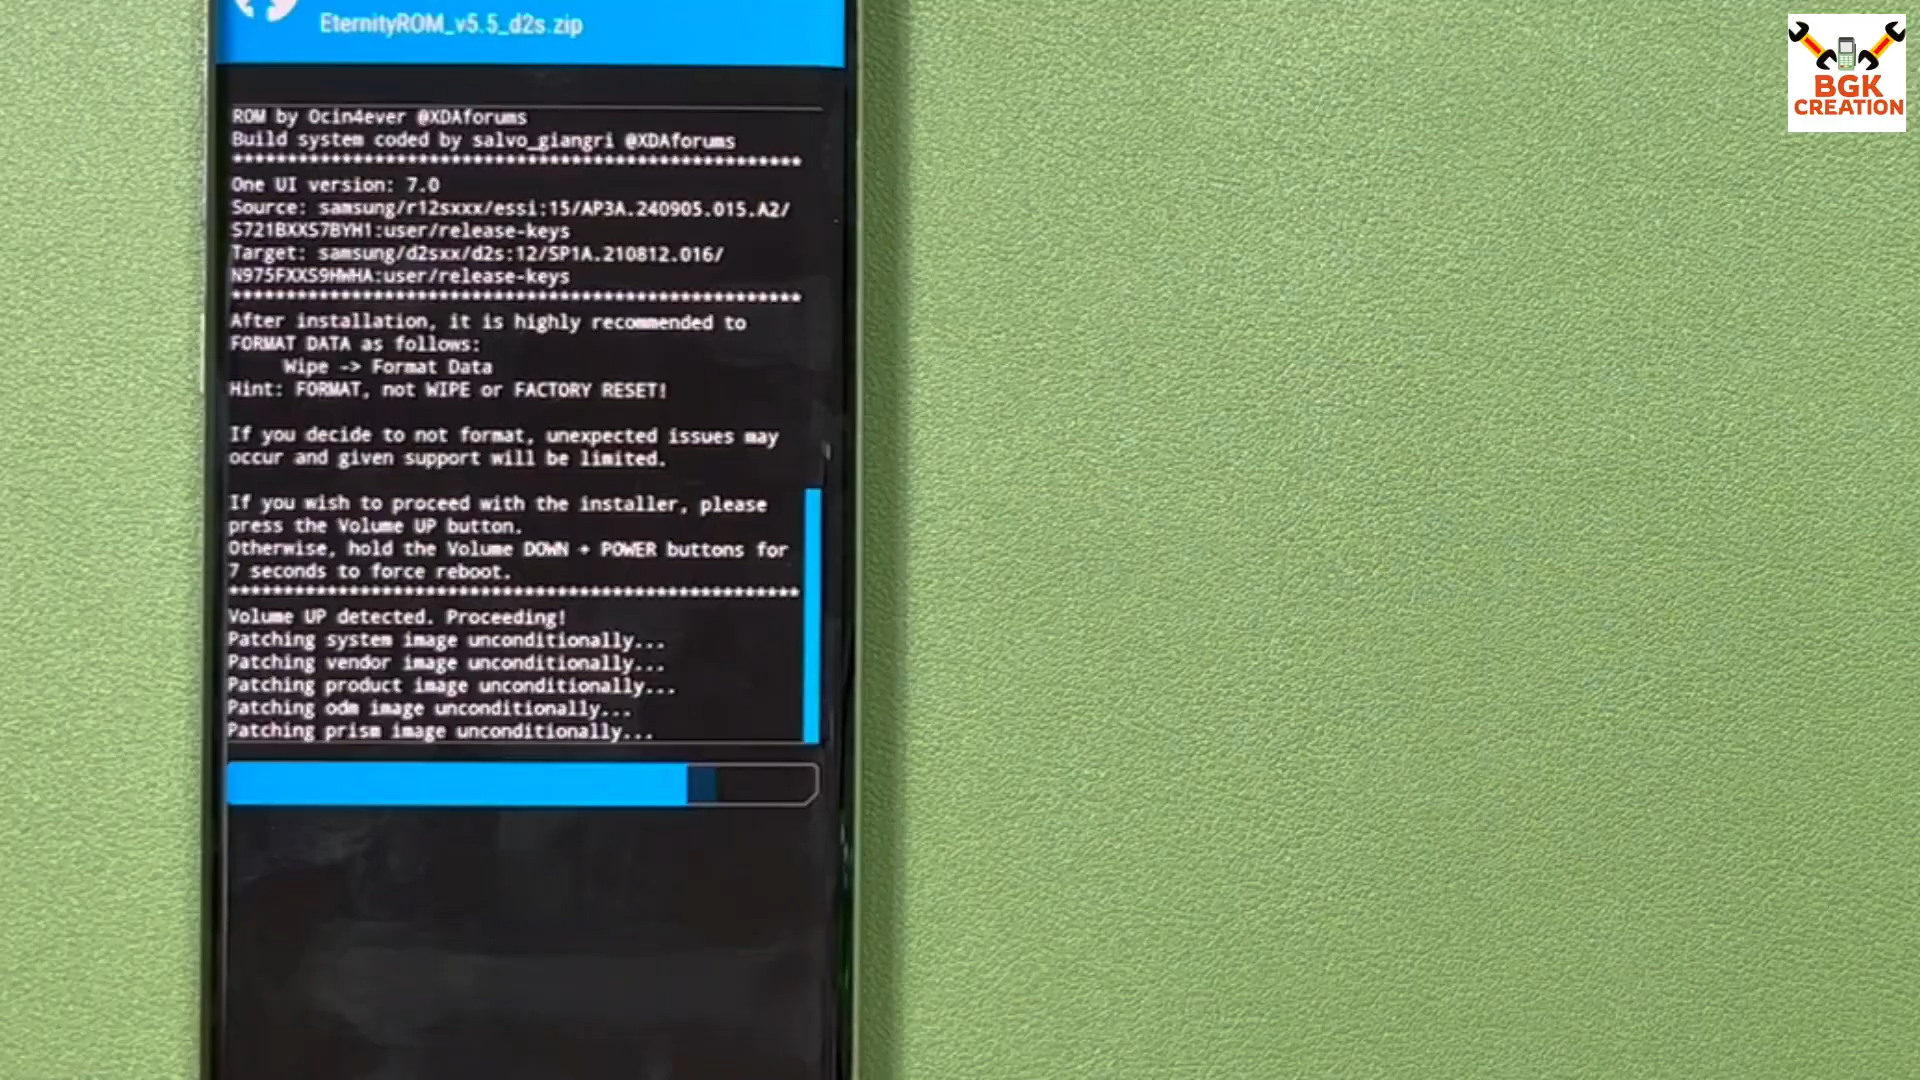 EternityROM_v5.5_d2s.zip
ROM by Ocin4ever @XDAforums
Build system coded by salvo_giangri @XDAforums
****************************************************
One UI version: 7.0
Source: samsung/r12sxxx/essi:15/AP3A.240905.015.A2/
S721BXXS7BYH1:user/release-keys
Target: samsung/d2sxx/d2s:12/SP1A.210812.016/
N975FXXS9HWHA:user/release-keys
****************************************************
After installation, it is highly recommended to
FORMAT DATA as follows:
Wipe -> Format Data
Hint: FORMAT, not WIPE or FACTORY RESET!
If you decide to not format, unexpected issues may
occur and given support will be limited.
If you wish to proceed with the installer, please
press the Volume UP button.
Otherwise, hold the Volume DOWN + POWER buttons for
7 seconds to force reboot.
****************************************************
Volume UP detected. Proceeding!
Patching system image unconditionally...
Patching vendor image unconditionally...
Patching product image unconditionally...
Patching odm image unconditionally...
Patching prism image unconditionally...
BGK
CREATION